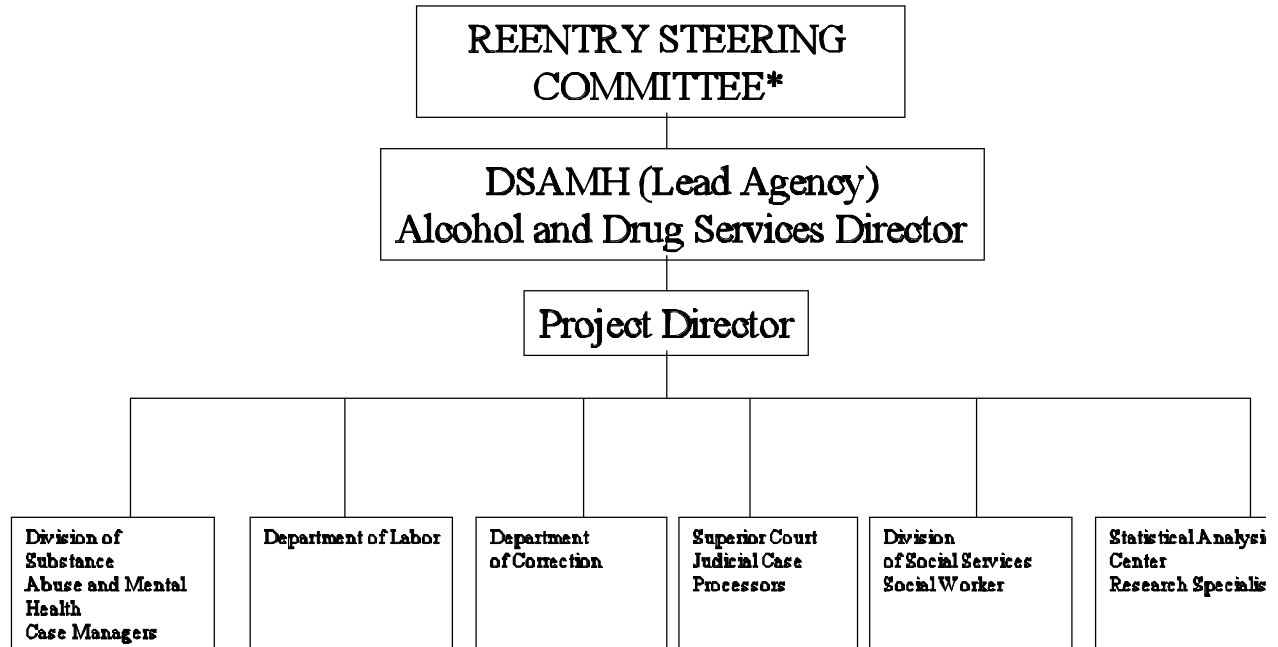 REENTRY STEERING
COMMITTEE*
DSAMH (Lead Agency)
Alcohol and Drug Services Director
Project Director
Division of
Substance
Abuse and Mental
Health
Case Managers
Department of Labor
Department
of Correction
Superior Court
Judicial Case
Processors
Division
of Social Services
Social Worker
Statistical Analysi
Center
Research Specialis